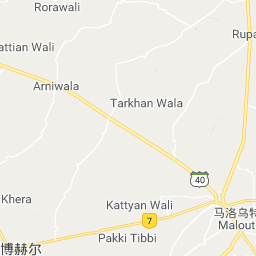 Rorawali
Rupa
attian Wali
Arniwala
Tarkhan Wala
40
Khera
Kattyan Wali
7
马洛乌特
Malout
博赫尔
Pakki Tibbi